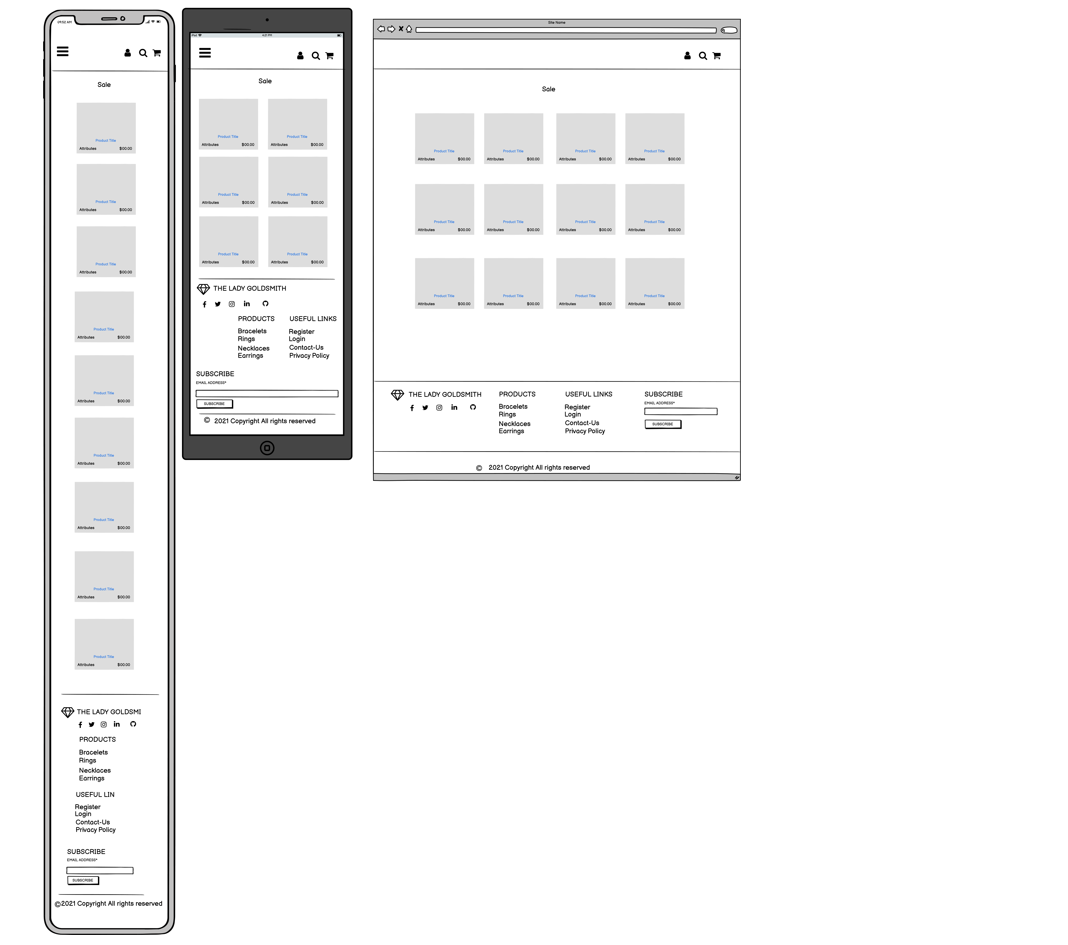 09:02 AM
Sale
Product Title
Attributes $00.00
Product Title
Attributes $00.00
Product Title
Attributes $00.00
Product Title
Attributes $00.00
Product Title
Attributes $00.00
Product Title
Attributes $00.00
Product Title
Attributes $00.00
Product Title
Attributes $00.00
Product Title
Attributes $00.00
THE LADY GOLDSMI
PRODUCTS
Bracelets
Rings
Necklaces
Earrings
USEFUL LIN
Register
Login
Contact-Us
Privacy Policy
SUBSCRIBE
EMAIL ADDRESS*
SUBSCRIBE
©2021 Copyright All rights reserved
Sale
Product Title Product Title
Attributes $00.00 Attributes $00.00
Product Title Product Title
Attributes $00.00 Attributes $00.00
Product Title Product Title
Attributes $00.00 Attributes $00.00
THE LADY GOLDSMITH
PRODUCTS USEFUL LINKS
Bracelets Register
Rings Login
Necklaces Contact-Us
Earrings Privacy Policy
SUBSCRIBE
EMAIL ADDRESS*
SUBSCRIBE
© 2021 Copyright All rights reserved
Site Name
Sale
Product Title Product Title Product Title Product Title
Attributes $00.00 Attributes $00.00 Attributes $00.00 Attributes $00.00
Product Title Product Title Product Title Product Title
Attributes $00.00 Attributes $00.00 Attributes $00.00 Attributes $00.00
Product Title Product Title Product Title Product Title
Attributes $00.00 Attributes $00.00 Attributes $00.00 Attributes $00.00
THE LADY GOLDSMITH PRODUCTS USEFUL LINKS SUBSCRIBE
EMAIL ADDRESS*
Bracelets Register
Rings Login
Necklaces Contact-Us SUBSCRIBE
Earrings Privacy Policy
© 2021 Copyright All rights reserved